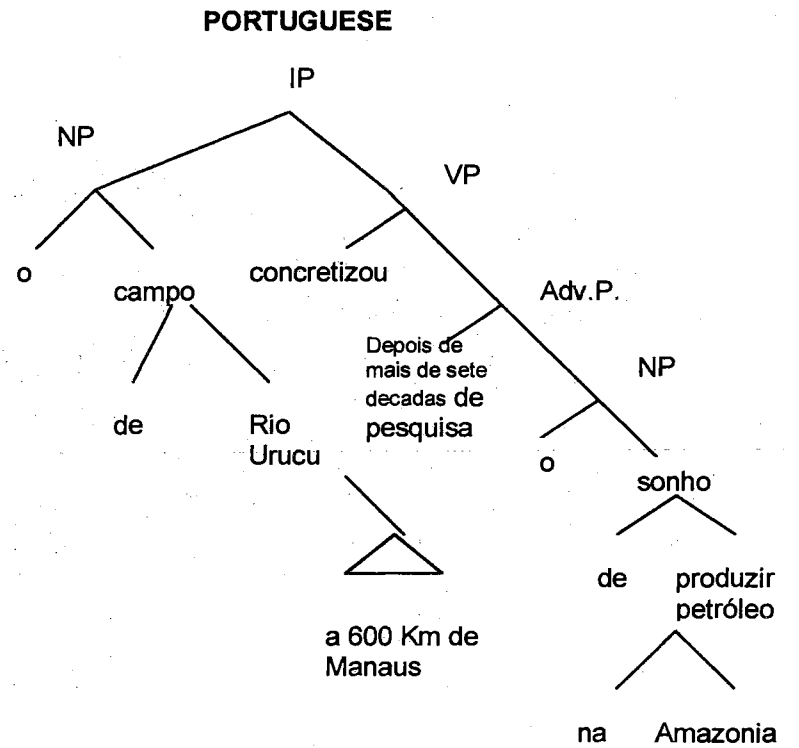 PORTUGUESE
IP
NP
VP
o
campo
concretizou
Adv.P.
Depois de
mais de sete
decadas de
pesquisa
NP
de
Rio
Urucu
o
sonho
a 600 Km de
Manaus
de
produzir
petróleo
na
Amazonia